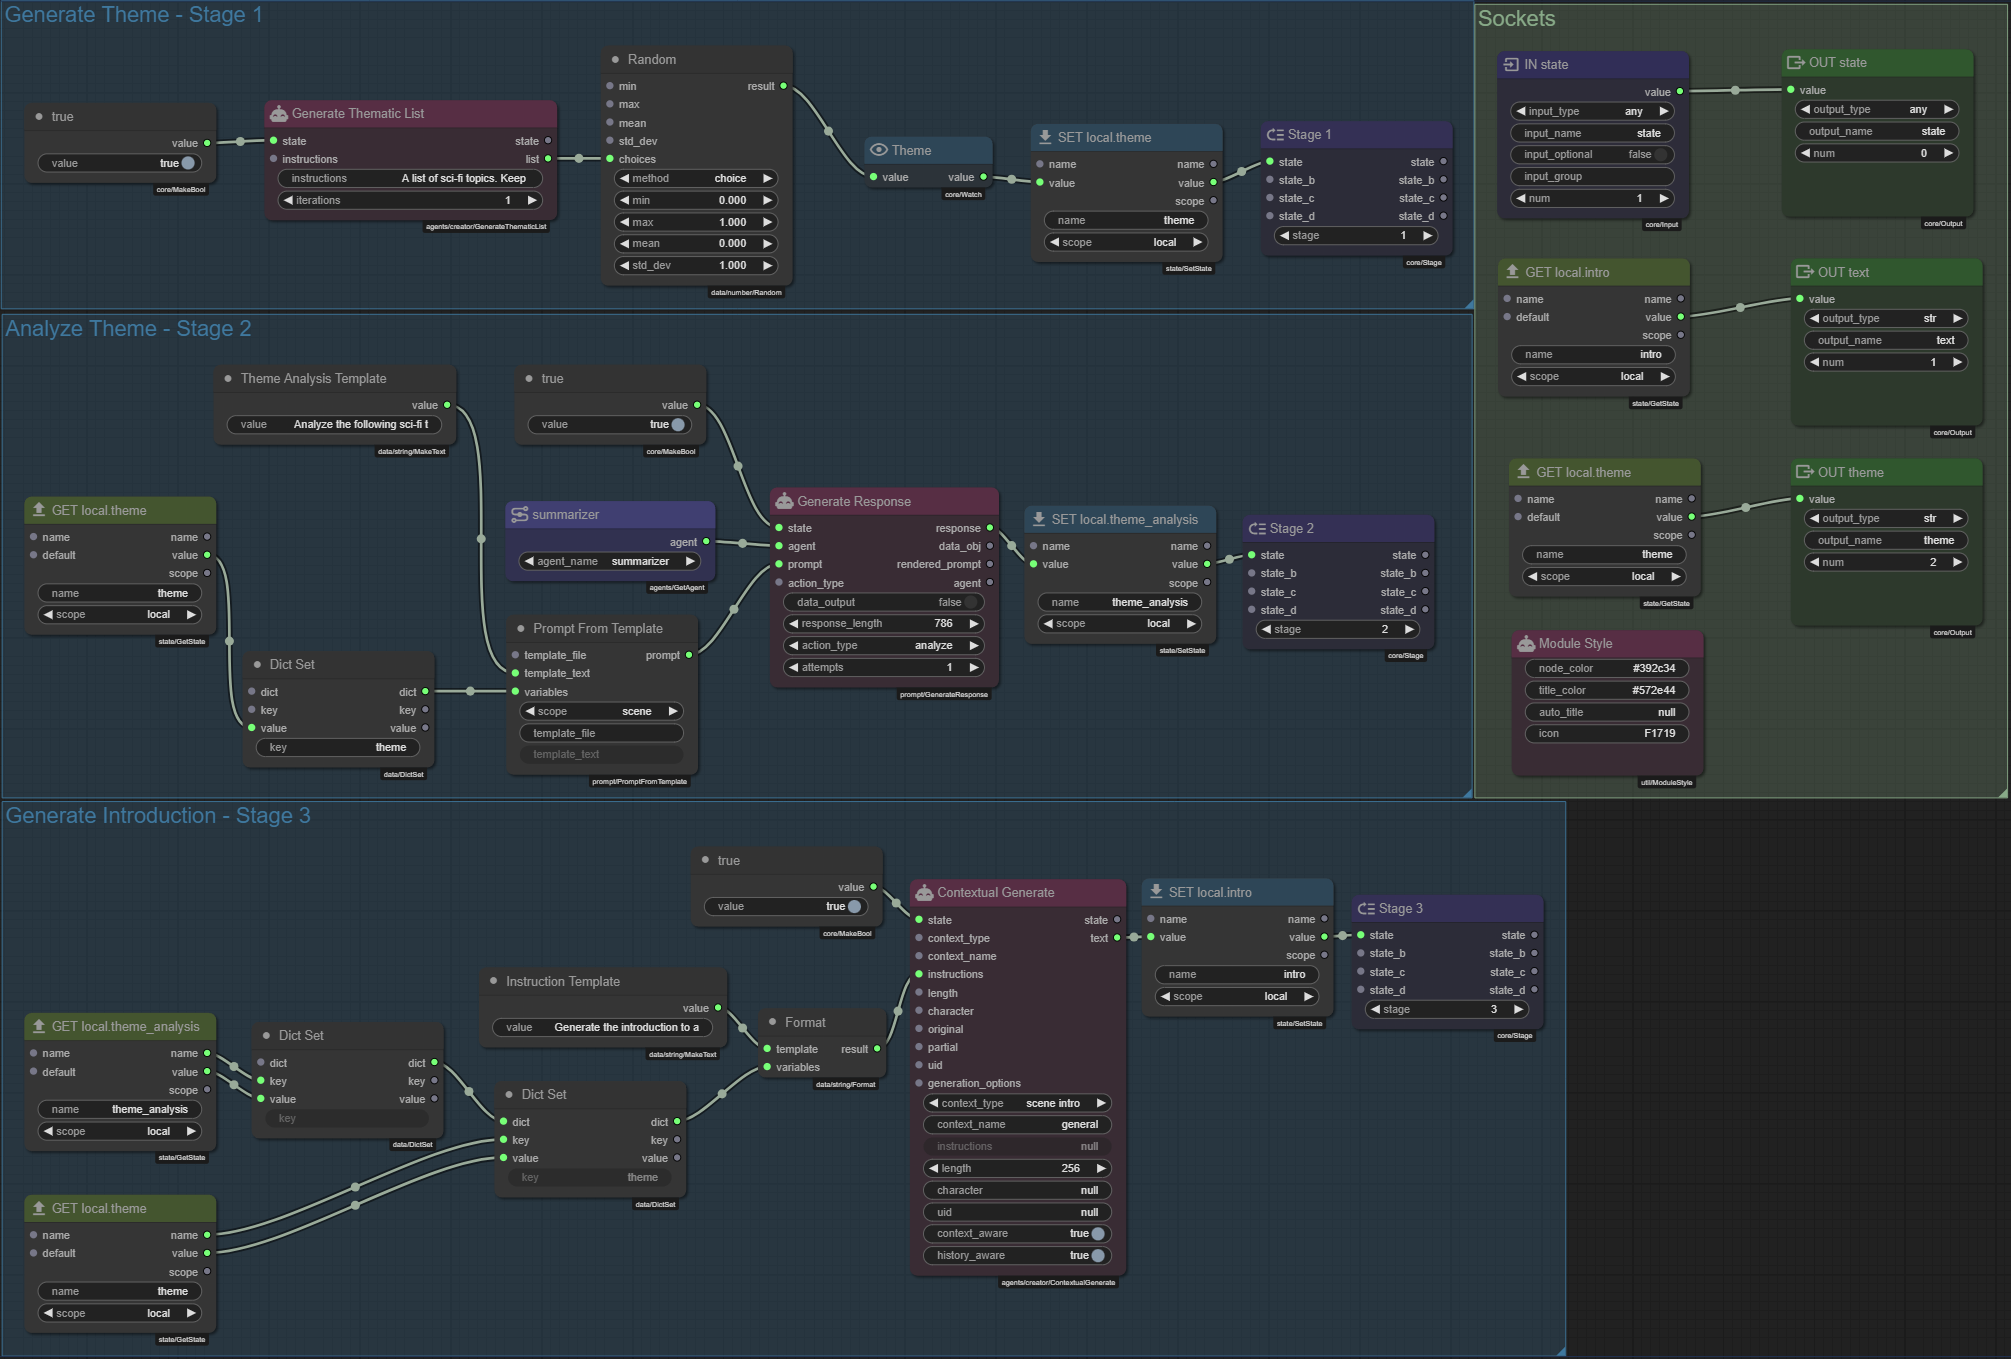 Generate Theme - Stage 1
true
value
value true
core/MakeBool
Generate Thematic List
state state
instructions list
instructions A list of sci-fi topics. Keep
iterations 1
agents/creator/GenerateThematicList
Random
min result
max
mean
std_dev
choices
method choice
min 0.000
max 1.000
mean 0.000
std_dev 1.000
data/number/Random
Theme
value value
core/Watch
SET local.theme
name name
value value
scope
name theme
scope local
state/SetState
Stage 1
state state
state_b state_b
state_c state_c
state_d state_d
stage 1
core/Stage
Analyze Theme - Stage 2
Theme Analysis Template
value
value Analyze the following sci-fi t
data/string/MakeText
true
value
value true
core/MakeBool
GET local.theme
name name
default value
scope
name theme
scope local
state/GetState
Dict Set
dict dict
key key
value value
key theme
data/DictSet
summarizer
agent
agent_name summarizer
agents/GetAgent
Prompt From Template
template_file prompt
template_text
variables
scope scene
template_file
template_text
prompt/PromptFromTemplate
Generate Response
state response
agent data_obj
prompt rendered_prompt
action_type agent
data_output false
response_length 786
action_type analyze
attempts 1
prompt/GenerateResponse
SET local.theme_analysis
name name
value value
scope
name theme_analysis
scope local
state/SetState
Stage 2
state state
state_b state_b
state_c state_c
state_d state_d
stage 2
core/Stage
Generate Introduction - Stage 3
true
value
value true
core/MakeBool
Instruction Template
value
value Generate the introduction to a
data/string/MakeText
GET local.theme_analysis
name name
default value
scope
name theme_analysis
scope local
state/GetState
Dict Set
dict dict
key key
value value
key
data/DictSet
GET local.theme
name name
default value
scope
name theme
scope local
state/GetState
Dict Set
dict dict
key key
value value
key theme
data/DictSet
Format
template result
variables
data/string/Format
Contextual Generate
state state
context_type text
context_name
instructions
length
character
original
partial
uid
generation_options
context_type scene intro
context_name general
instructions null
length 256
character null
uid null
context_aware true
history_aware true
agents/creator/ContextualGenerate
SET local.intro
name name
value value
scope
name intro
scope local
state/SetState
Stage 3
state state
state_b state_b
state_c state_c
state_d state_d
stage 3
core/Stage
Sockets
IN state
value
input_type any
input_name state
input_optional false
input_group
num 1
core/Input
OUT state
value
output_type any
output_name state
num 0
core/Output
GET local.intro
name name
default value
scope
name intro
scope local
state/GetState
OUT text
value
output_type str
output_name text
num 1
core/Output
GET local.theme
name name
default value
scope
name theme
scope local
state/GetState
OUT theme
value
output_type str
output_name theme
num 2
core/Output
Module Style
node_color #392c34
title_color #572e44
auto_title null
icon F1719
util/ModuleStyle